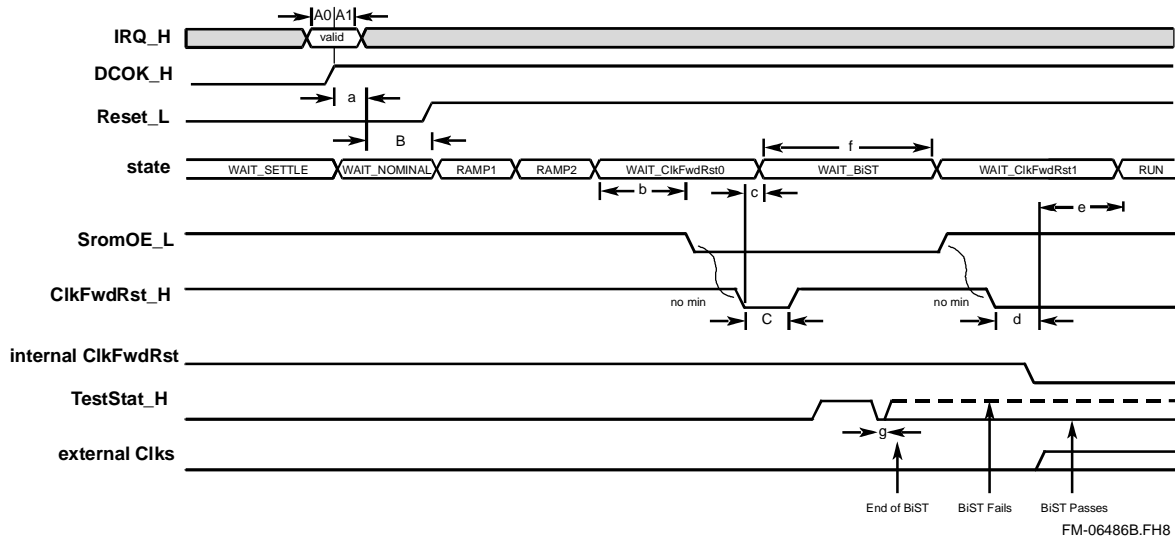 A0 A1
IRQ_H
valid
DCOK_H
a
Reset_L
B
f
state
WAIT_SETTLE WAIT_NOMINAL RAMP1 RAMP2 WAIT_ClkFwdRst0 WAIT_BiST WAIT_ClkFwdRst1 RUN
b c e
SromOE_L
ClkFwdRst_H
no min no min
C d
internal ClkFwdRst
TestStat_H
g
external Clks
End of BiST BiST Fails BiST Passes
FM-06486B.FH8